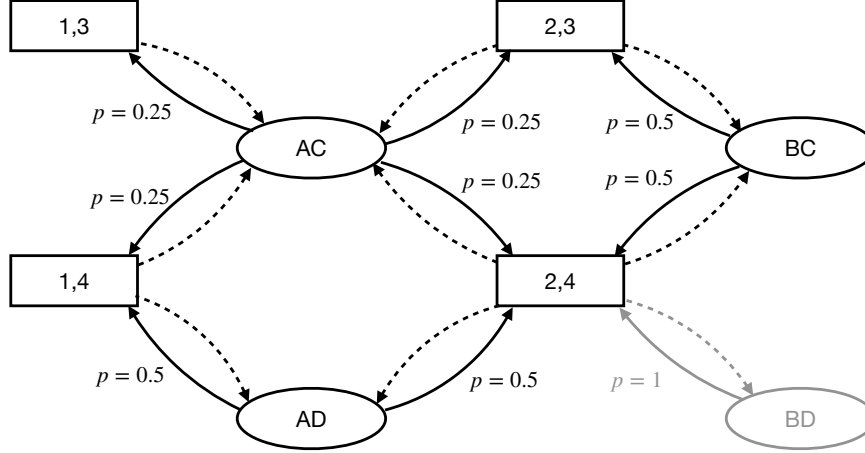 1,3
2,3
p = 0.25
p = 0.25
p = 0.5
AC
BC
p = 0.25
p = 0.25
p = 0.5
1,4
2,4
p = 0.5
p = 0.5
p = 1
AD
BD